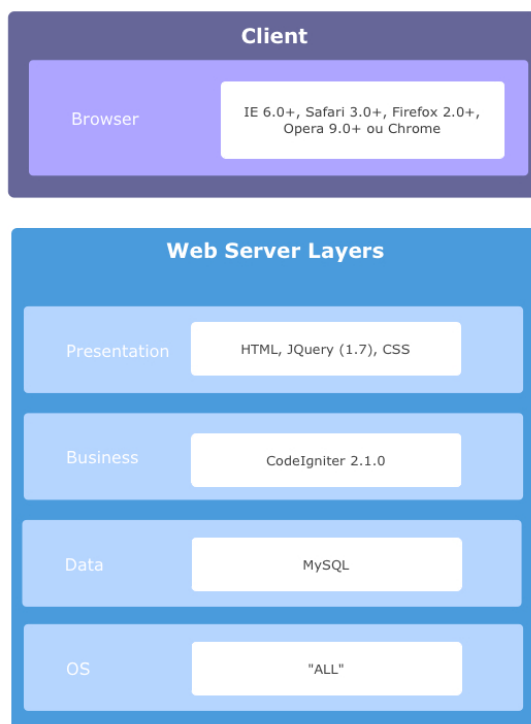 Client
Browser
IE 6.0+, Safari 3.0+, Firefox 2.0+,
Opera 9.0+ ou Chrome
Web Server Layers
Presentation
HTML, JQuery (1.7), CSS
Business
CodeIgniter 2.1.0
Data
MySQL
OS
"ALL"